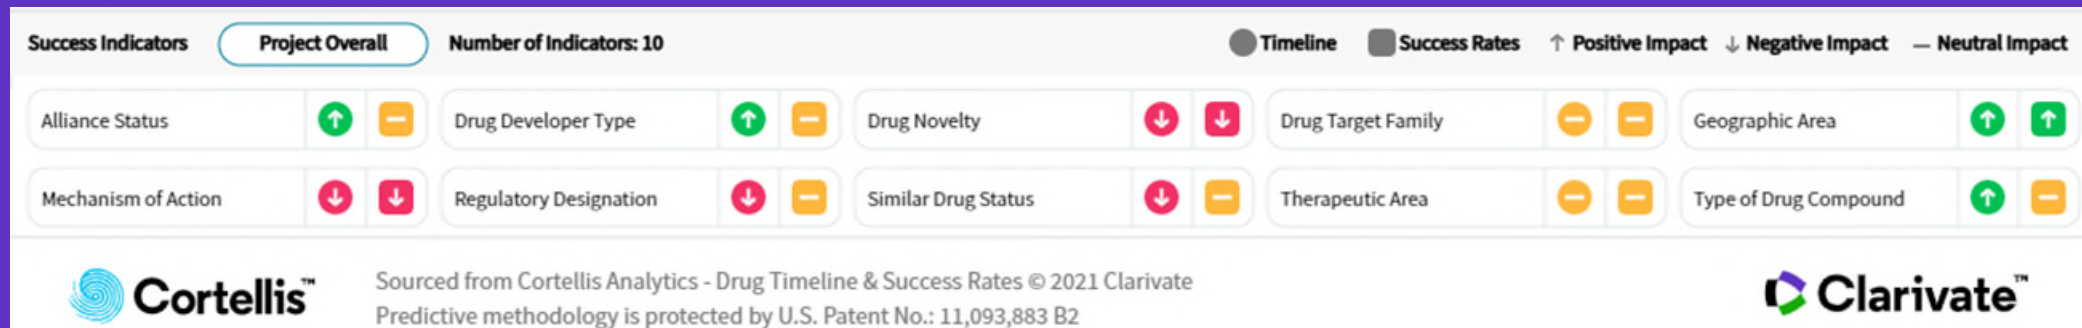 Success Indicators Project Overall Number of Indicators: 10 Timeline Success Rates ↑ Positive Impact ↓ Negative Impact — Neutral Impact
Alliance Status Drug Developer Type Drug Novelty Drug Target Family Geographic Area
Mechanism of Action Regulatory Designation Similar Drug Status Therapeutic Area Type of Drug Compound
Cortellis™ Sourced from Cortellis Analytics - Drug Timeline & Success Rates © 2021 Clarivate Clarivate™
Predictive methodology is protected by U.S. Patent No.: 11,093,883 B2